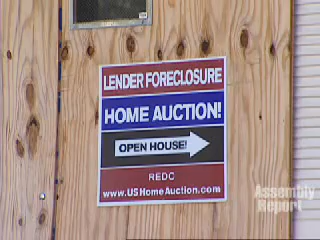 LENDER FORECLOSURE
HOME AUCTION!
OPEN HOUSE!
REDC
www.USHomeAuction.com
Assembly
Report